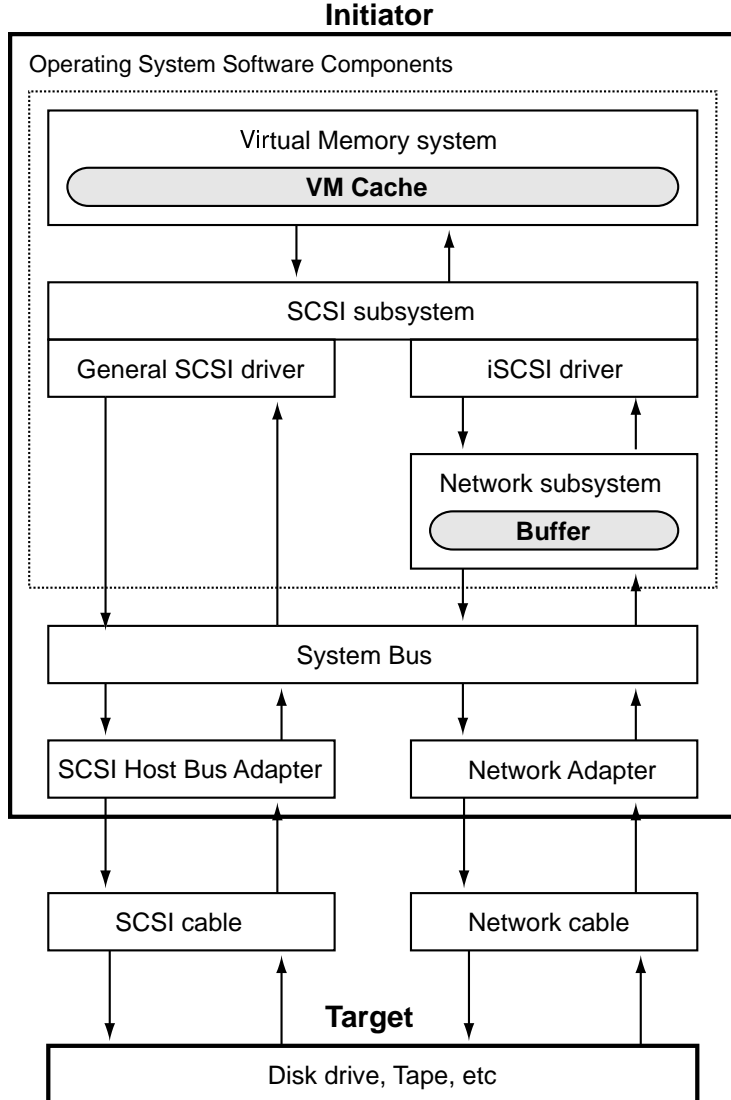 Initiator
Operating System Software Components
Virtual Memory system
VM Cache
SCSI subsystem
General SCSI driver
iSCSI driver
Network subsystem
Buffer
System Bus
SCSI Host Bus Adapter
Network Adapter
SCSI cable
Network cable
Target
Disk drive, Tape, etc